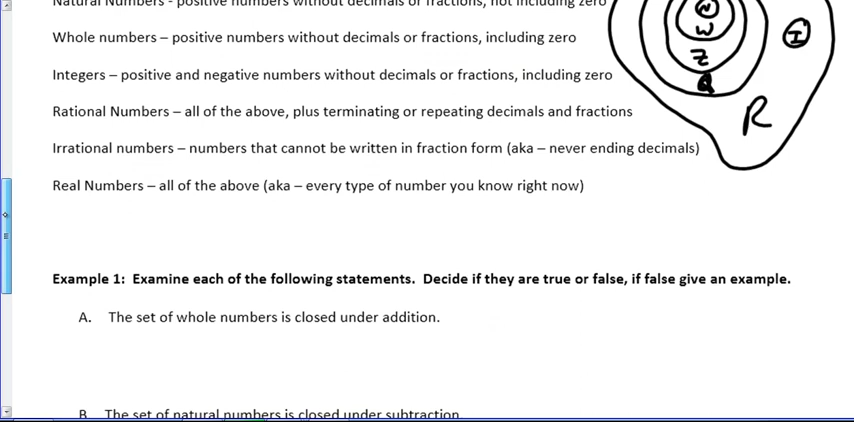 Natural Numbers - positive numbers without decimals or fractions, not including zero
N
Whole numbers – positive numbers without decimals or fractions, including zero
W
I
Z
Integers – positive and negative numbers without decimals or fractions, including zero
Q
Rational Numbers – all of the above, plus terminating or repeating decimals and fractions
R
Irrational numbers – numbers that cannot be written in fraction form (aka – never ending decimals)
Real Numbers – all of the above (aka – every type of number you know right now)
Example 1: Examine each of the following statements. Decide if they are true or false, if false give an example.
A. The set of whole numbers is closed under addition.
B. The set of natural numbers is closed under subtraction.